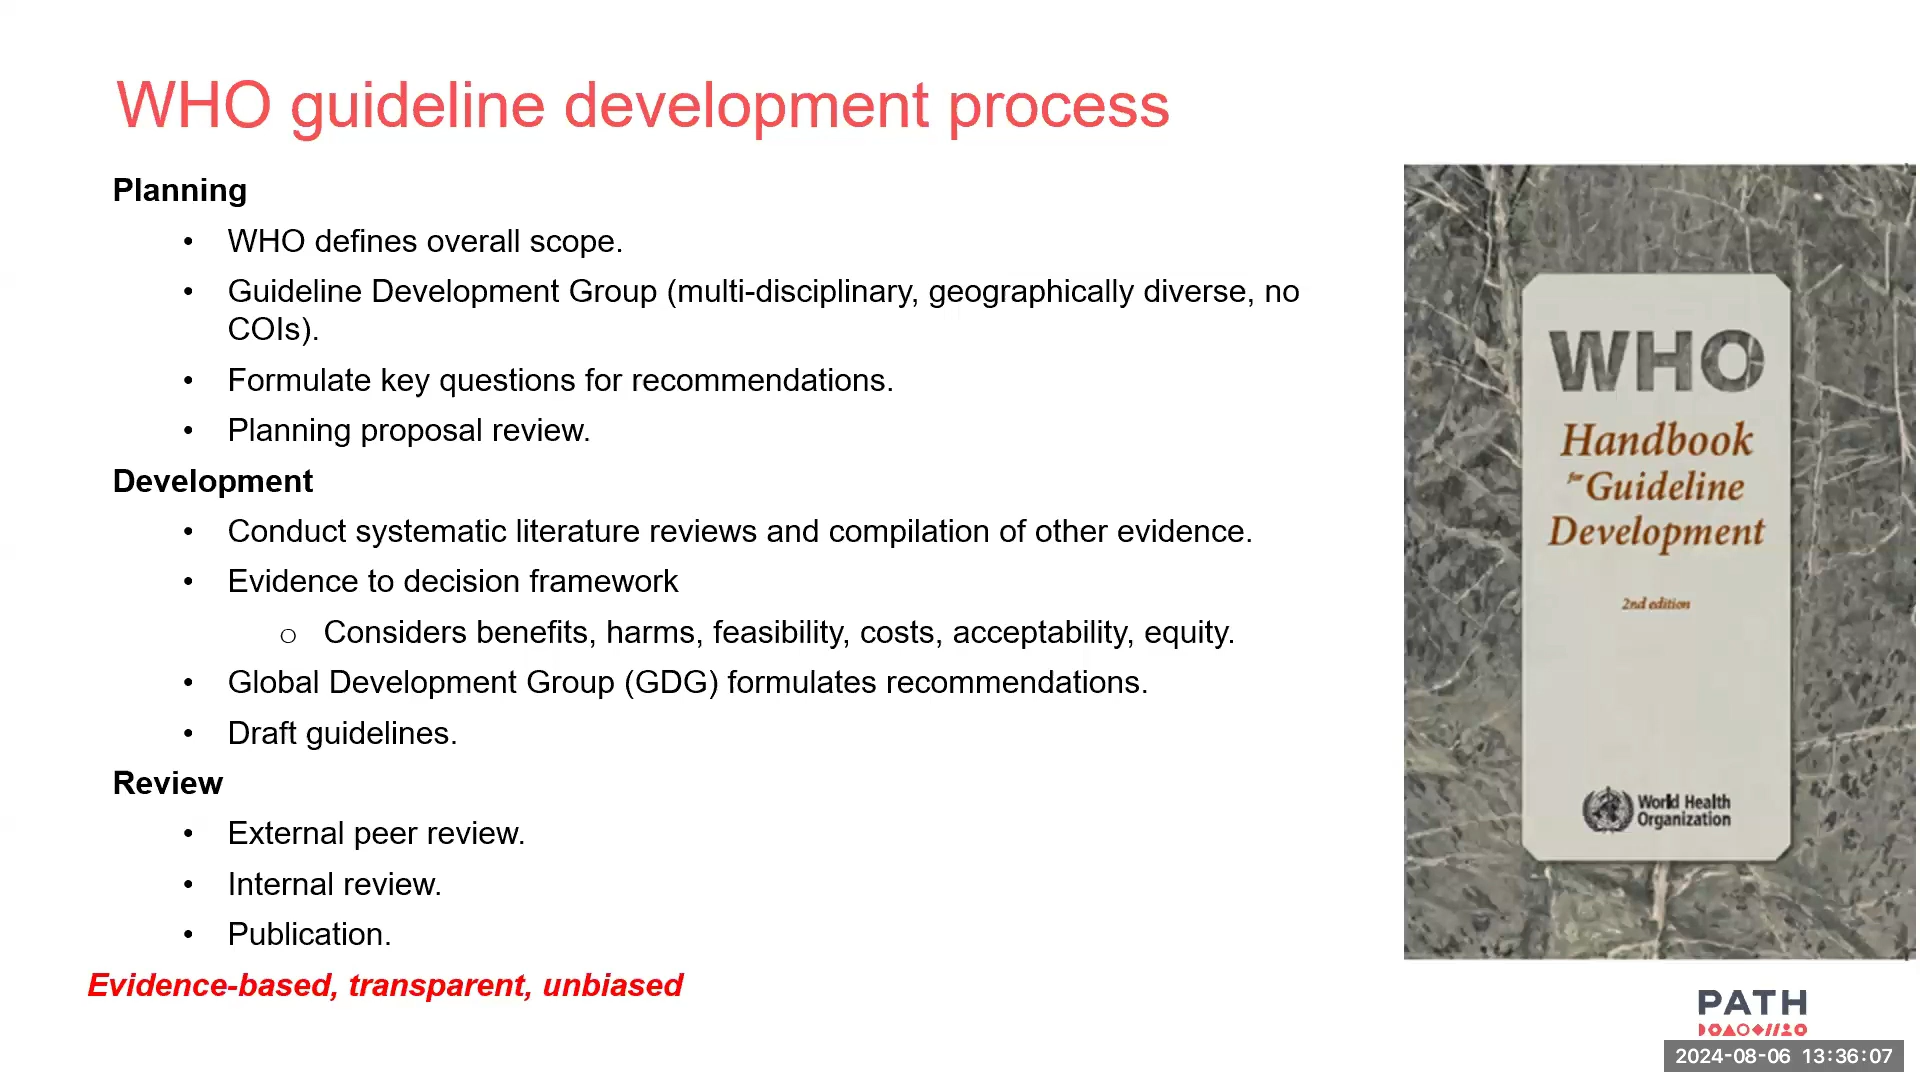 WHO guideline development process
Planning
• WHO defines overall scope.
• Guideline Development Group (multi-disciplinary, geographically diverse, no
COIs).
• Formulate key questions for recommendations.
• Planning proposal review.
Development
• Conduct systematic literature reviews and compilation of other evidence.
• Evidence to decision framework
o Considers benefits, harms, feasibility, costs, acceptability, equity.
• Global Development Group (GDG) formulates recommendations.
• Draft guidelines.
Review
• External peer review.
• Internal review.
• Publication.
Evidence-based, transparent, unbiased
WHO
Handbook
for Guideline
Development
2nd edition
World Health
Organization
PATH
2024-08-06 13:36:07